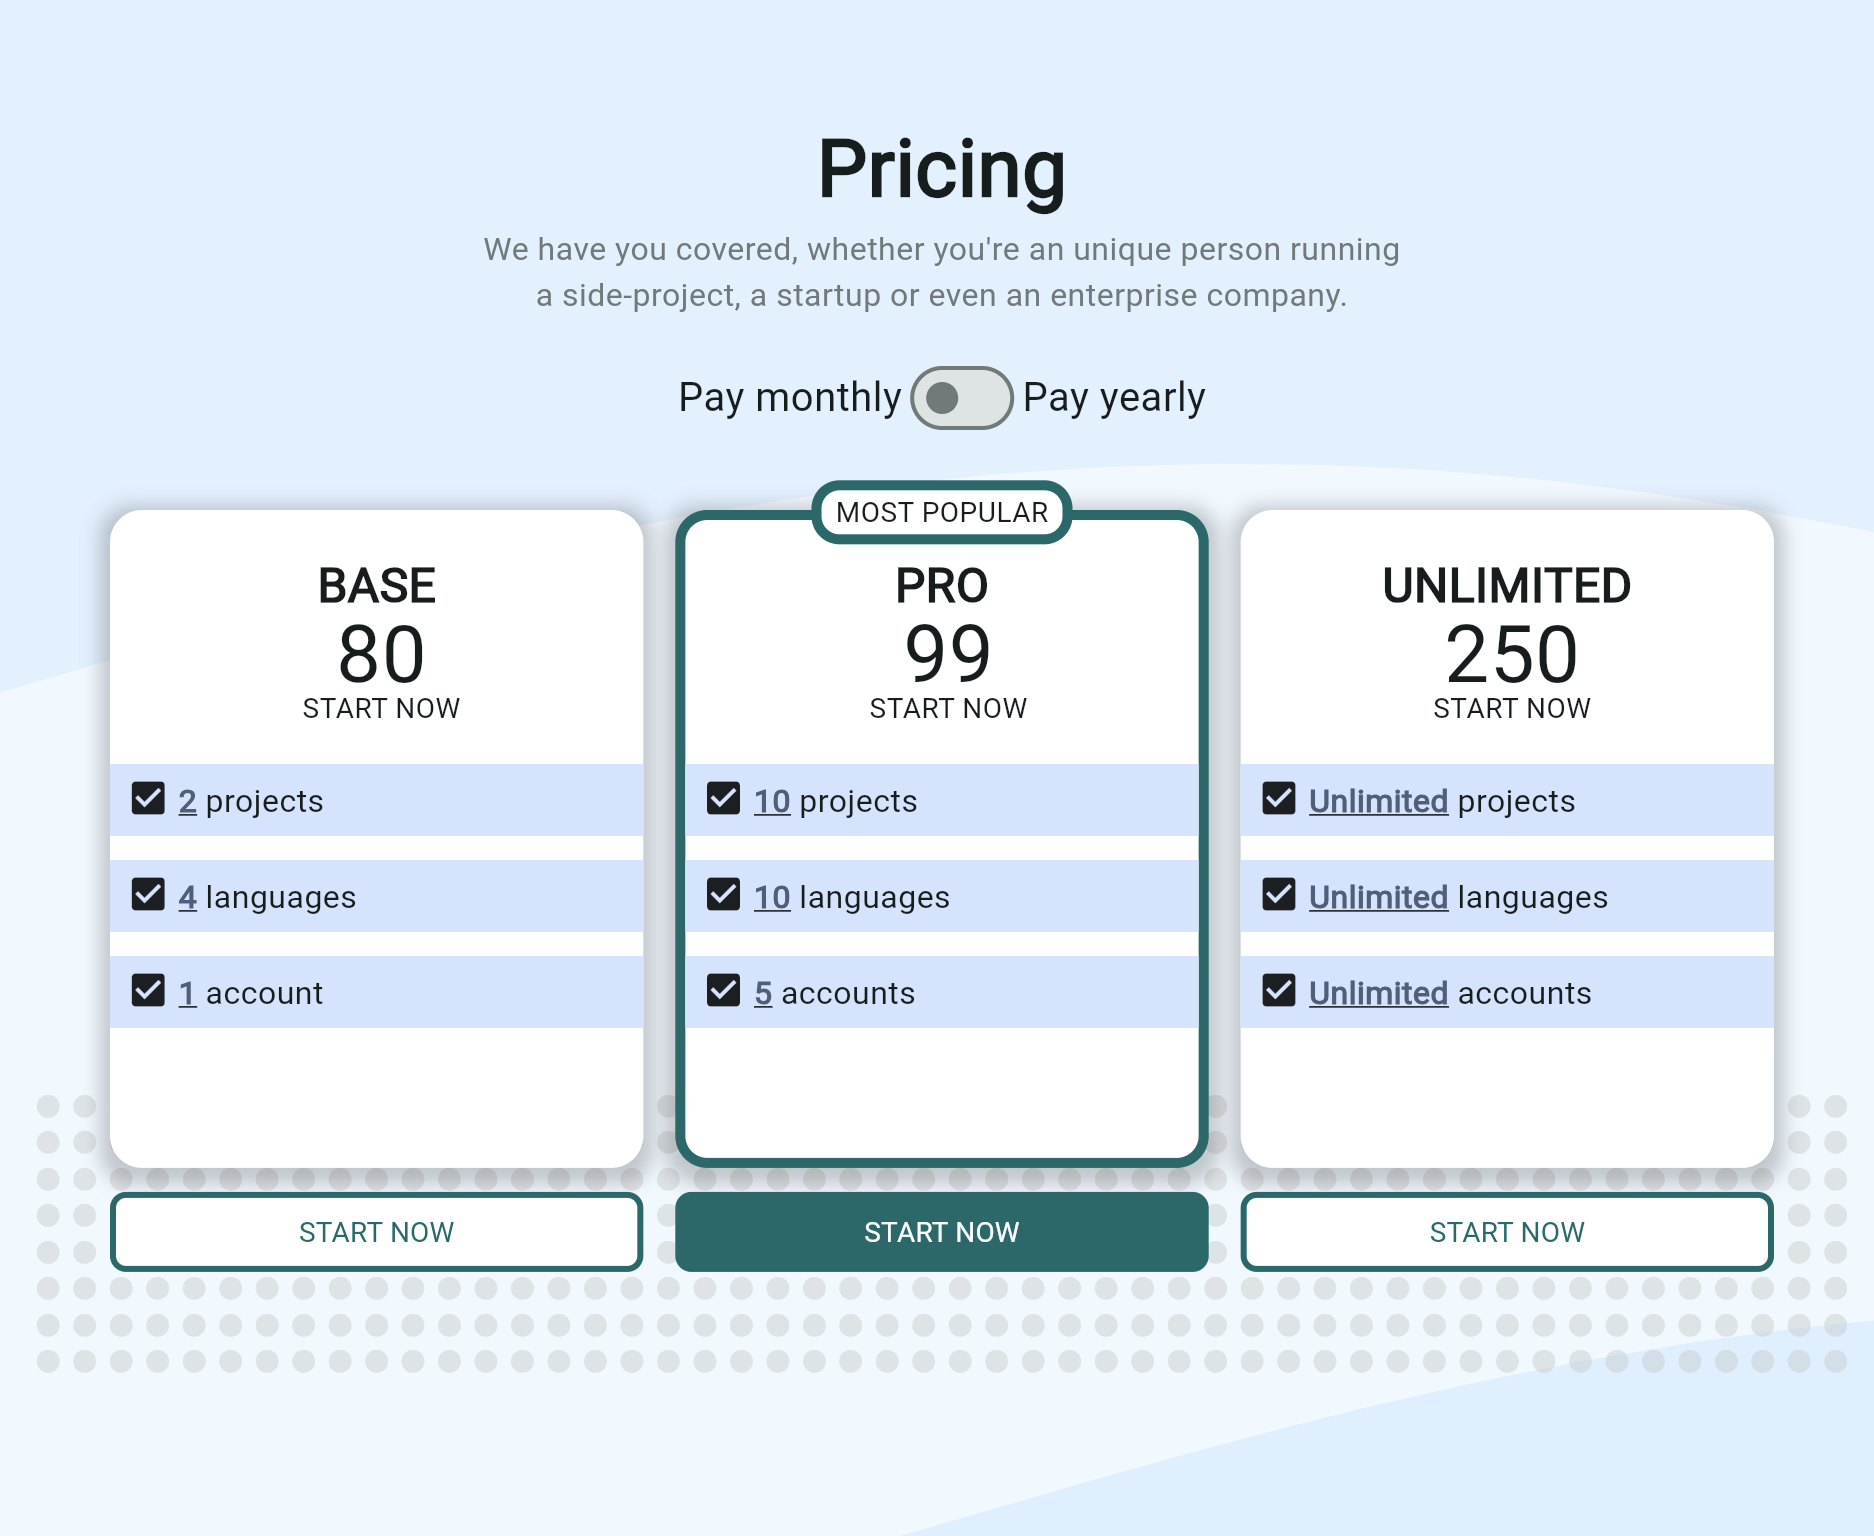 Pricing
We have you covered, whether you're an unique person running
a side-project, a startup or even an enterprise company.
Pay monthly Pay yearly
BASE
80
START NOW
2 projects
4 languages
1 account
START NOW
MOST POPULAR
PRO
99
START NOW
10 projects
10 languages
5 accounts
START NOW
UNLIMITED
250
START NOW
Unlimited projects
Unlimited languages
Unlimited accounts
START NOW